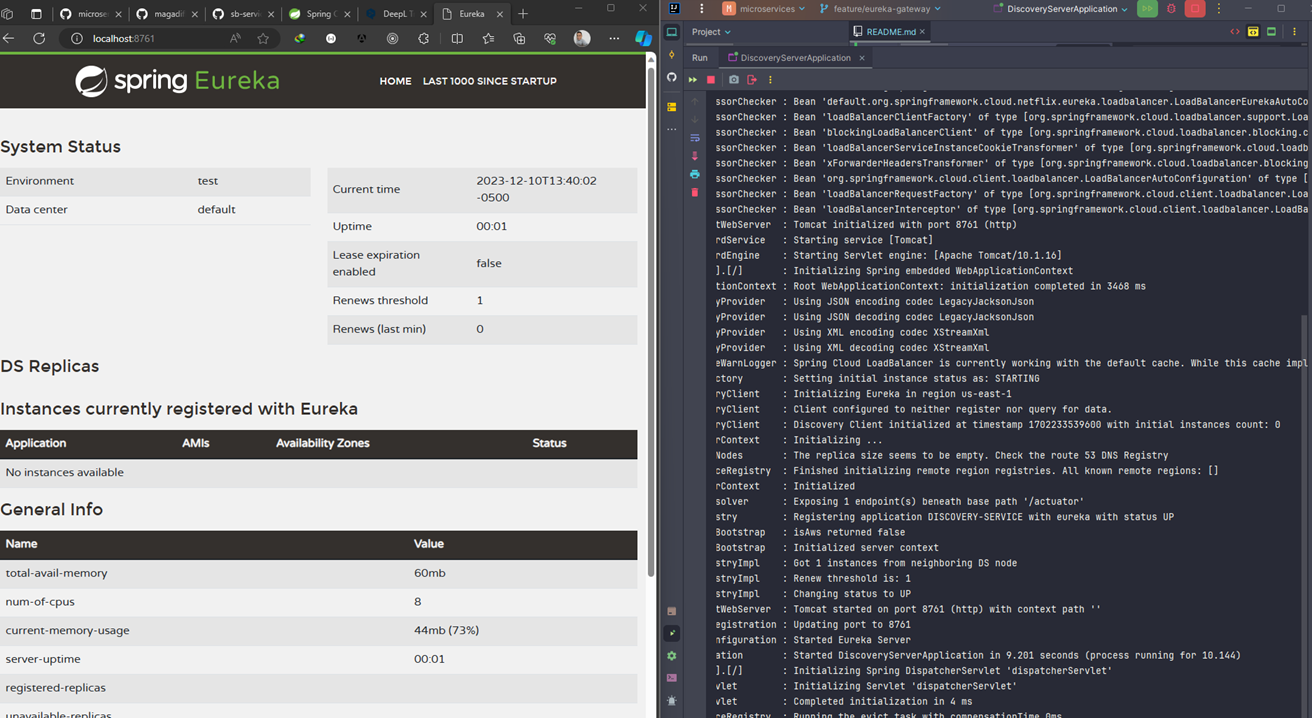 microser
magadif
sb-servi
Spring C
DeepL T
Eureka
localhost:8761
spring Eureka
HOME LAST 1000 SINCE STARTUP
System Status
Environment test
Data center default
Current time 2023-12-10T13:40:02
-0500
Uptime 00:01
Lease expiration
enabled false
Renews threshold 1
Renews (last min) 0
DS Replicas
Instances currently registered with Eureka
Application AMIs Availability Zones Status
No instances available
General Info
Name Value
total-avail-memory 60mb
num-of-cpus 8
current-memory-usage 44mb (73%)
server-uptime 00:01
registered-replicas
unavailable-replicas
M microservices feature/eureka-gateway DiscoveryServerApplication
Project README.md
Run DiscoveryServerApplication
ssorChecker : Bean 'default.org.springframework.cloud.netflix.eureka.loadbalancer.LoadBalancerEurekaAutoCo
ssorChecker : Bean 'loadBalancerClientFactory' of type [org.springframework.cloud.loadbalancer.support.Loa
ssorChecker : Bean 'blockingLoadBalancerClient' of type [org.springframework.cloud.loadbalancer.blocking.c
ssorChecker : Bean 'loadBalancerServiceInstanceCookieTransformer' of type [org.springframework.cloud.loadb
ssorChecker : Bean 'xForwarderHeadersTransformer' of type [org.springframework.cloud.loadbalancer.blocking
ssorChecker : Bean 'org.springframework.cloud.client.loadbalancer.LoadBalancerAutoConfiguration' of type [
ssorChecker : Bean 'loadBalancerRequestFactory' of type [org.springframework.cloud.client.loadbalancer.Loa
ssorChecker : Bean 'loadBalancerInterceptor' of type [org.springframework.cloud.client.loadbalancer.LoadBa
tWebServer : Tomcat initialized with port 8761 (http)
rdService : Starting service [Tomcat]
rdEngine : Starting Servlet engine: [Apache Tomcat/10.1.16]
].[/] : Initializing Spring embedded WebApplicationContext
tionContext : Root WebApplicationContext: initialization completed in 3468 ms
yProvider : Using JSON encoding codec LegacyJacksonJson
yProvider : Using JSON decoding codec LegacyJacksonJson
yProvider : Using XML encoding codec XStreamXml
yProvider : Using XML decoding codec XStreamXml
eWarnLogger : Spring Cloud LoadBalancer is currently working with the default cache. While this cache impl
ctory : Setting initial instance status as: STARTING
ryClient : Initializing Eureka in region us-east-1
ryClient : Client configured to neither register nor query for data.
ryClient : Discovery Client initialized at timestamp 1702233539600 with initial instances count: 0
rContext : Initializing ...
Nodes : The replica size seems to be empty. Check the route 53 DNS Registry
ceRegistry : Finished initializing remote region registries. All known remote regions: []
rContext : Initialized
solver : Exposing 1 endpoint(s) beneath base path '/actuator'
stry : Registering application DISCOVERY-SERVICE with eureka with status UP
Bootstrap : isAws returned false
Bootstrap : Initialized server context
stryImpl : Got 1 instances from neighboring DS node
stryImpl : Renew threshold is: 1
stryImpl : Changing status to UP
tWebServer : Tomcat started on port 8761 (http) with context path ''
egistration : Updating port to 8761
nfiguration : Started Eureka Server
ation : Started DiscoveryServerApplication in 9.201 seconds (process running for 10.144)
].[/] : Initializing Spring DispatcherServlet 'dispatcherServlet'
vlet : Initializing Servlet 'dispatcherServlet'
vlet : Completed initialization in 4 ms
ceRegistry : Running the evict task with compensationTime 0ms